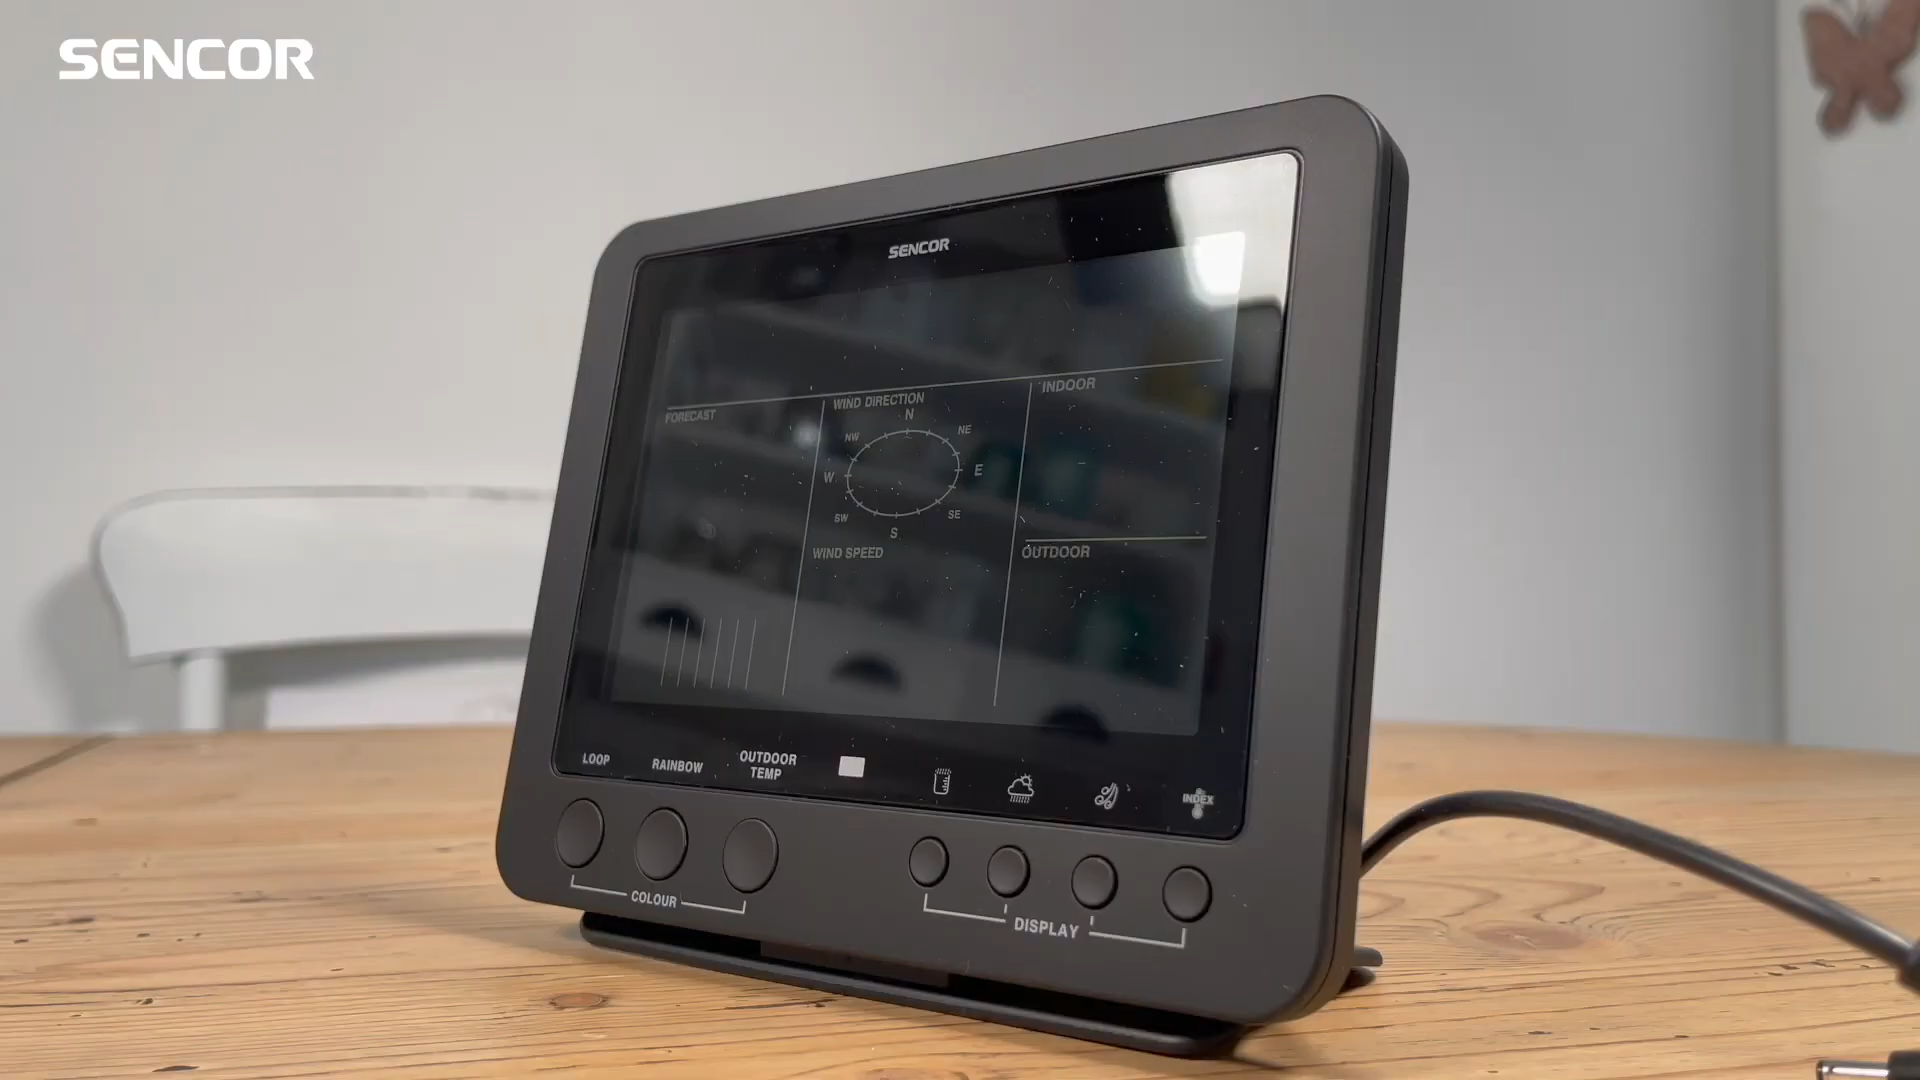 SENCOR
SENCOR
FORECAST
WIND DIRECTION
N
NW
NE
W
E
SW
SE
S
WIND SPEED
INDOOR
OUTDOOR
LOOP
RAINBOW
OUTDOOR
TEMP
INDEX
COLOUR
DISPLAY